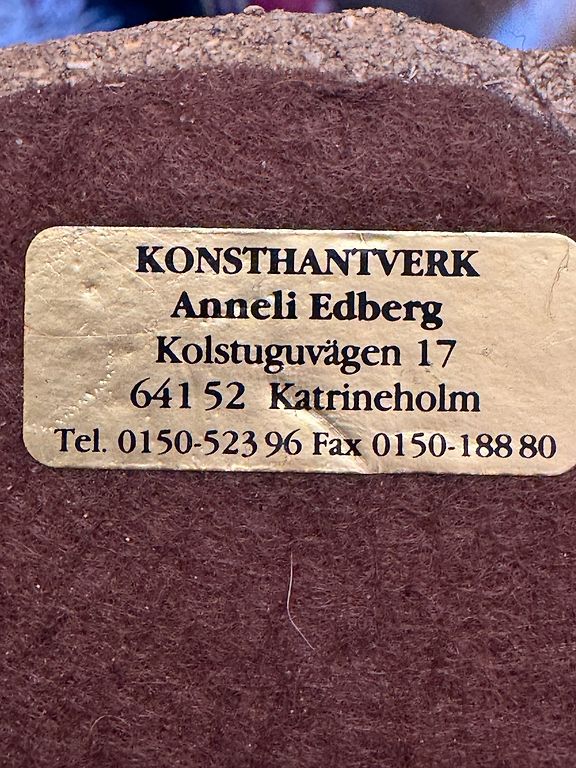 KONSTHANTVERK
Anneli Edberg
Kolstuguvägen 17
641 52 Katrineholm
Tel. 0150-523 96 Fax 0150-188 80